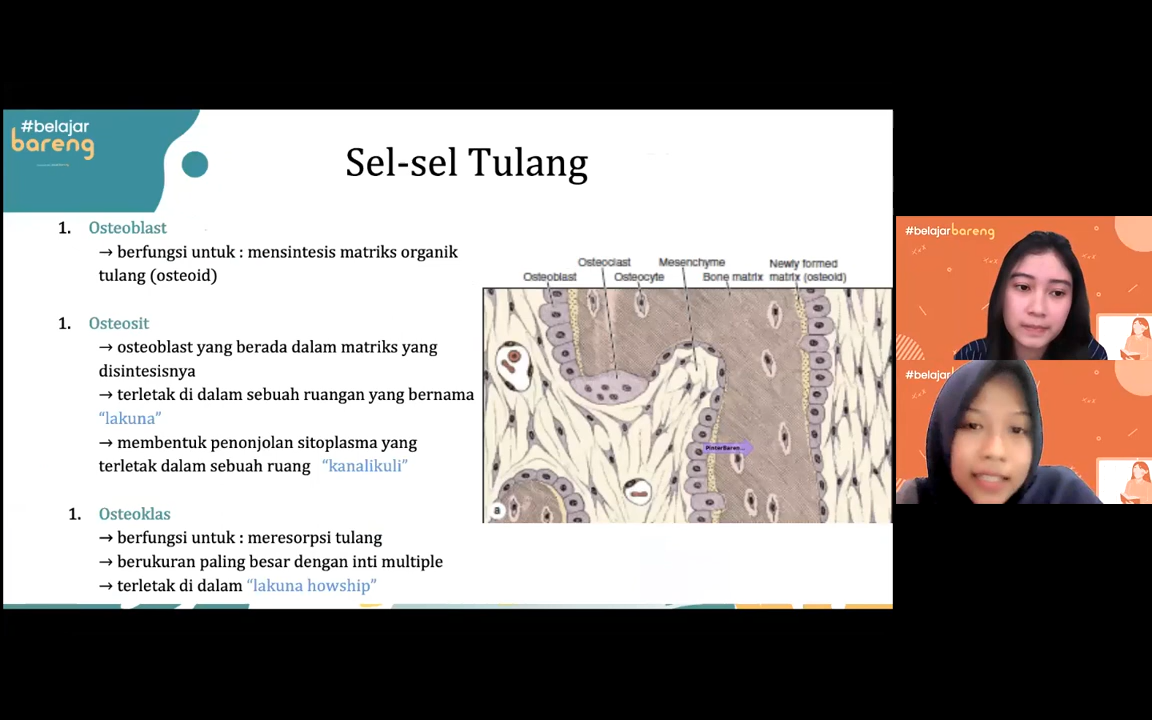 #belajar
bareng
Sel-sel Tulang
1. Osteoblast
→ berfungsi untuk : mensintesis matriks organik
tulang (osteoid)
1. Osteosit
→ osteoblast yang berada dalam matriks yang
disintesisnya
→ terletak di dalam sebuah ruangan yang bernama
“lakuna”
→ membentuk penonjolan sitoplasma yang
terletak dalam sebuah ruang “kanalikuli”
1. Osteoklas
→ berfungsi untuk : meresorpsi tulang
→ berukuran paling besar dengan inti multiple
→ terletak di dalam “lakuna howship”
Osteoclast Mesenchyme Newly formed
Osteoblast Osteocyte Bone matrix matrix (osteoid)
PinterBaren...
a
#belajarbareng
#belajar